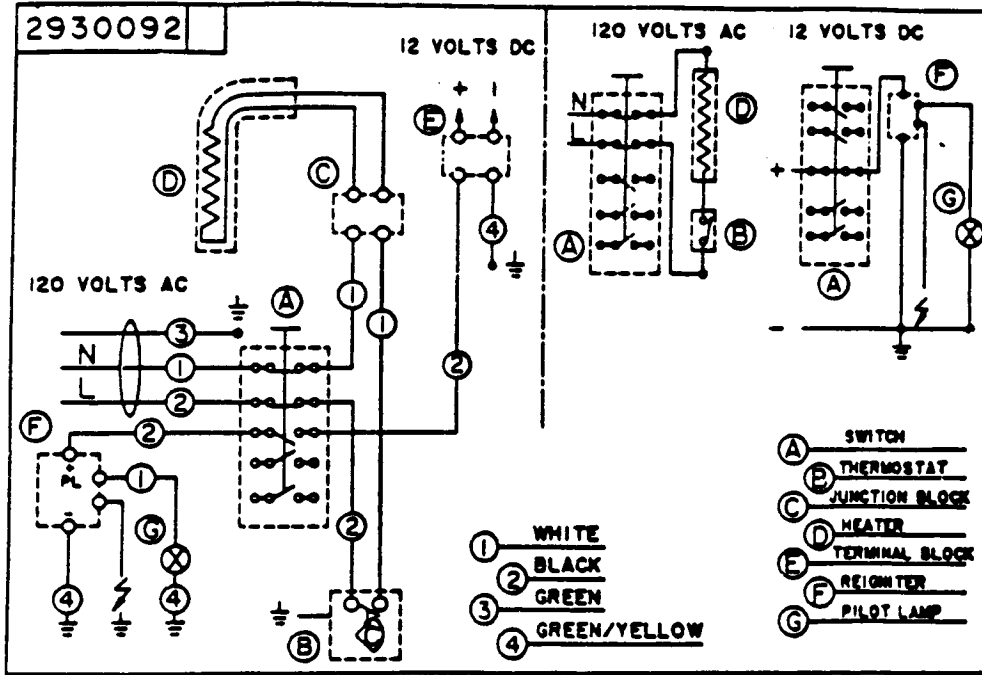 2930092
12 VOLTS DC
+ -
E
D
C
4
120 VOLTS AC
A
3
N 1
L 2
1
1
2
F
2
+
PL
1
-
G
4
4
2
B
120 VOLTS AC
N
L
D
A
B
12 VOLTS DC
F
+
G
A
-
1 WHITE
2 BLACK
3 GREEN
4 GREEN/YELLOW
A SWITCH
B THERMOSTAT
C JUNCTION BLOCK
D HEATER
E TERMINAL BLOCK
F REIGNITER
G PILOT LAMP